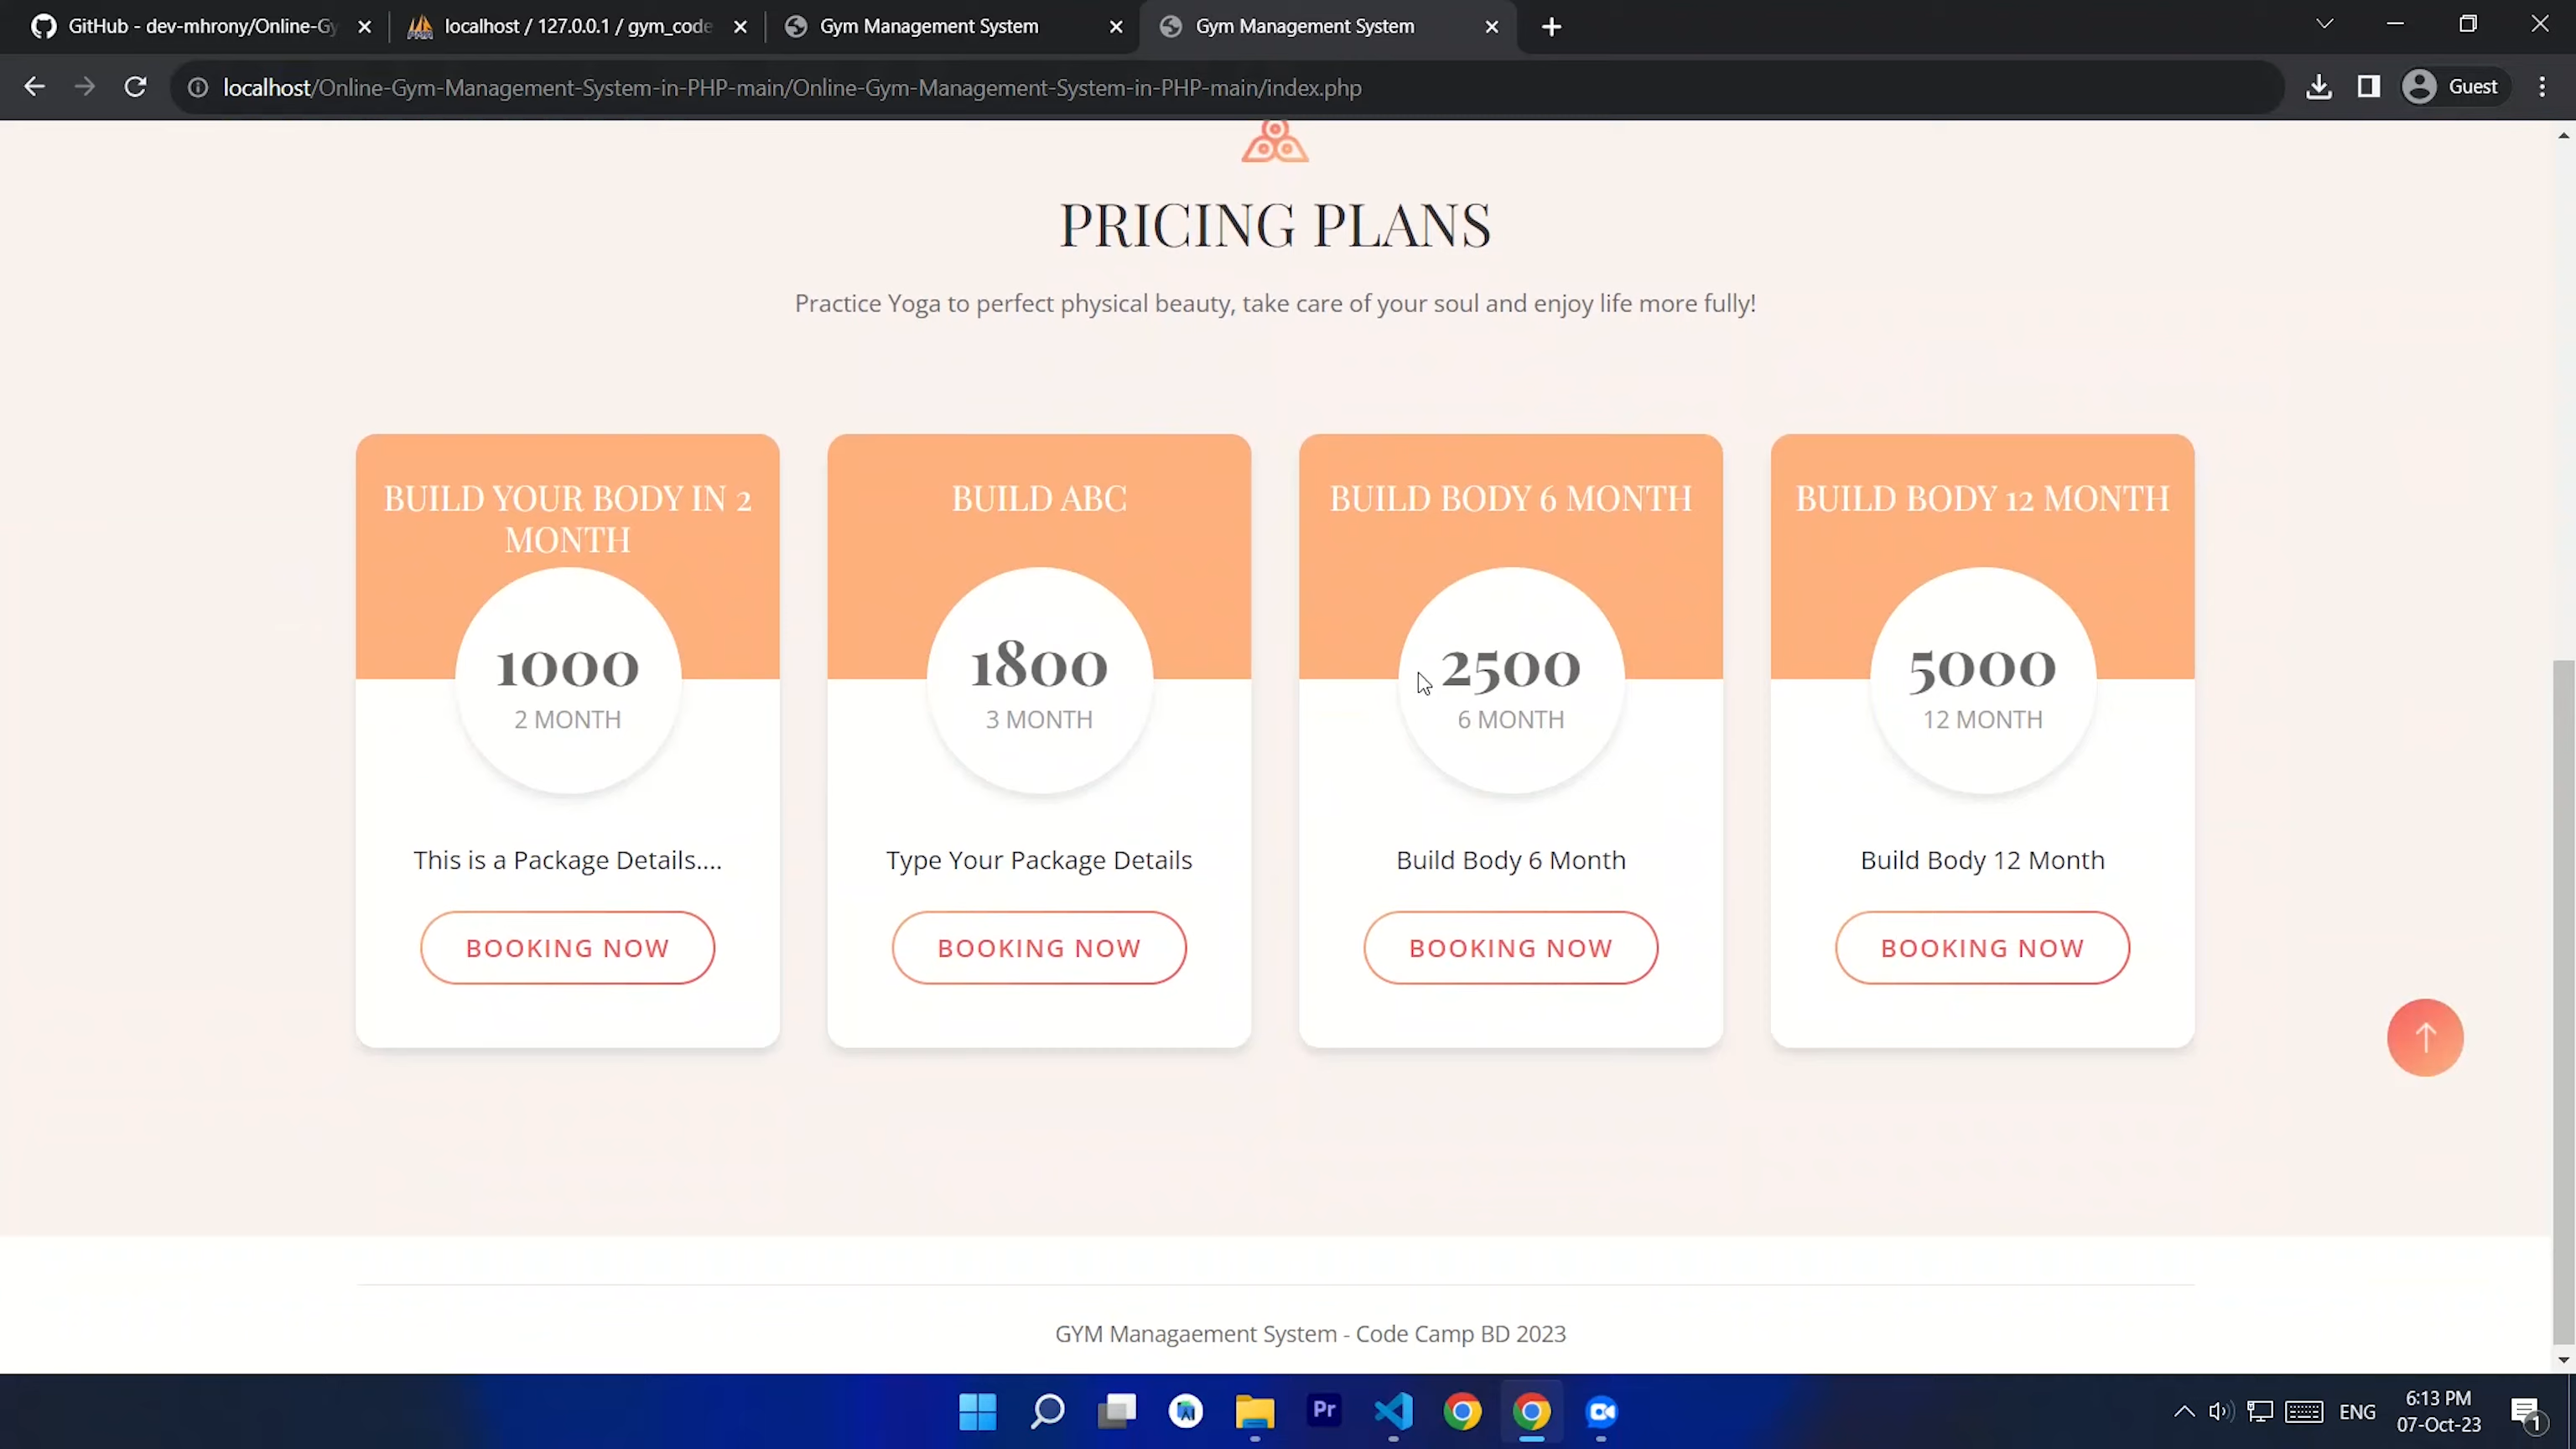 GitHub - dev-mhrony/Online-Gy
localhost / 127.0.0.1 / gym_code
Gym Management System
Gym Management System
localhost/Online-Gym-Management-System-in-PHP-main/Online-Gym-Management-System-in-PHP-main/index.php
Guest
PRICING PLANS
Practice Yoga to perfect physical beauty, take care of your soul and enjoy life more fully!
BUILD YOUR BODY IN 2
MONTH
1000
2 MONTH
This is a Package Details....
BOOKING NOW
BUILD ABC
1800
3 MONTH
Type Your Package Details
BOOKING NOW
BUILD BODY 6 MONTH
2500
6 MONTH
Build Body 6 Month
BOOKING NOW
BUILD BODY 12 MONTH
5000
12 MONTH
Build Body 12 Month
BOOKING NOW
GYM Managaement System - Code Camp BD 2023
Pr
ENG
6:13 PM
07-Oct-23
1